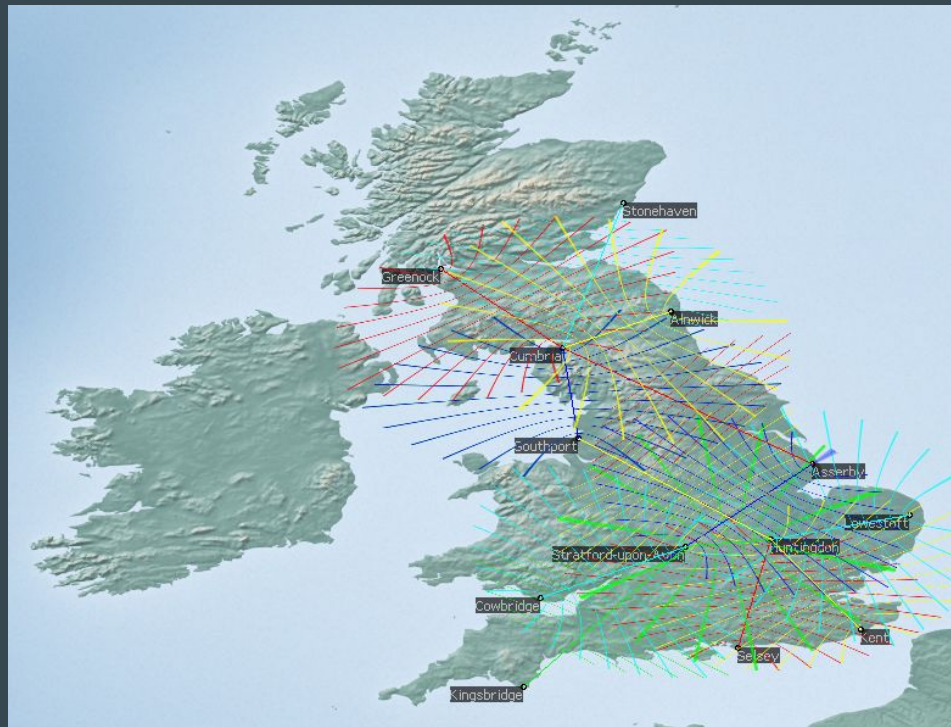 Stonehaven
Greenock
Alnwick
Cumbria
Southport
Asserby
Lowestoft
Stratford-upon-Avon
Huntingdon
Cowbridge
Kent
Selsey
Kingsbridge